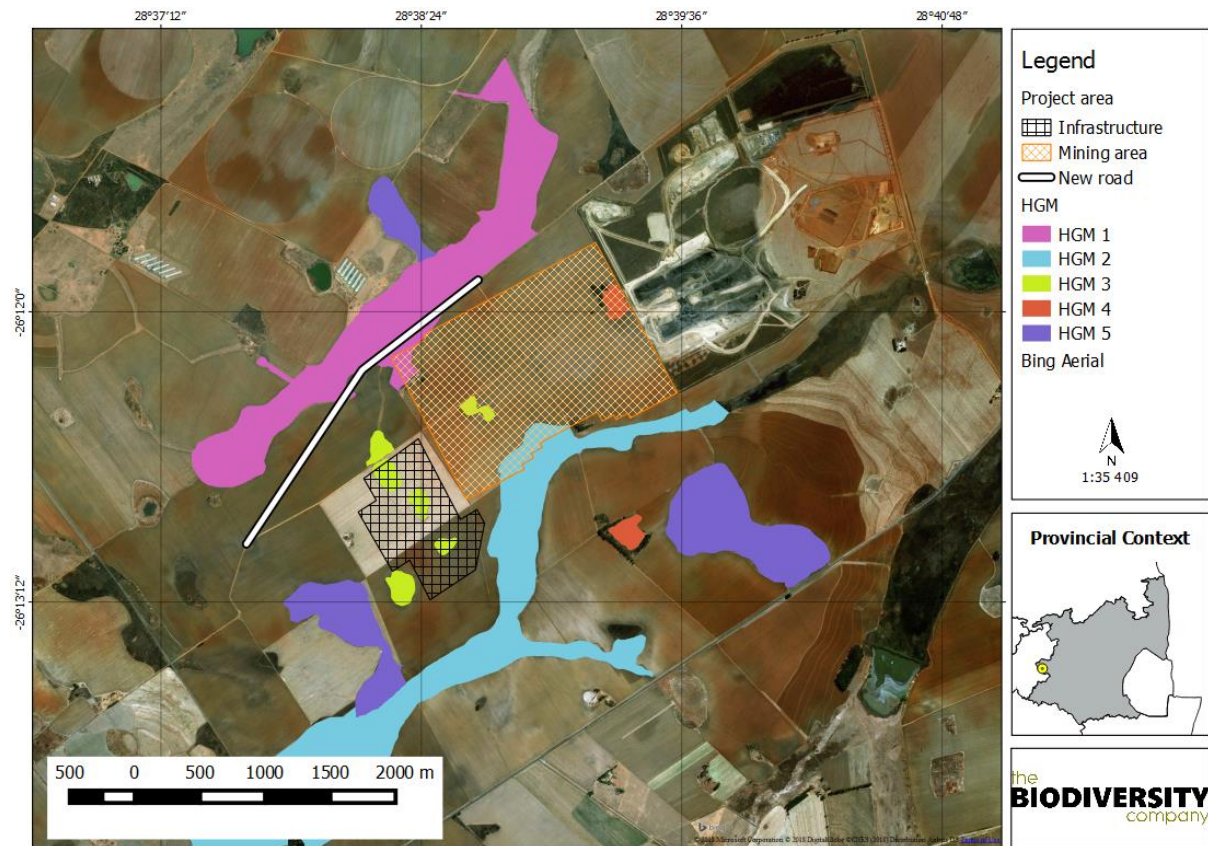 28°37'12"
28°38'24"
28°39'36"
28°40'48"
-26°12'0"
-26°13'12"
500 0 500 1000 1500 2000 m
Legend
Project area
Infrastructure
Mining area
New road
HGM
HGM 1
HGM 2
HGM 3
HGM 4
HGM 5
Bing Aerial
N
1:35 409
Provincial Context
the
BIODIVERSITY
company